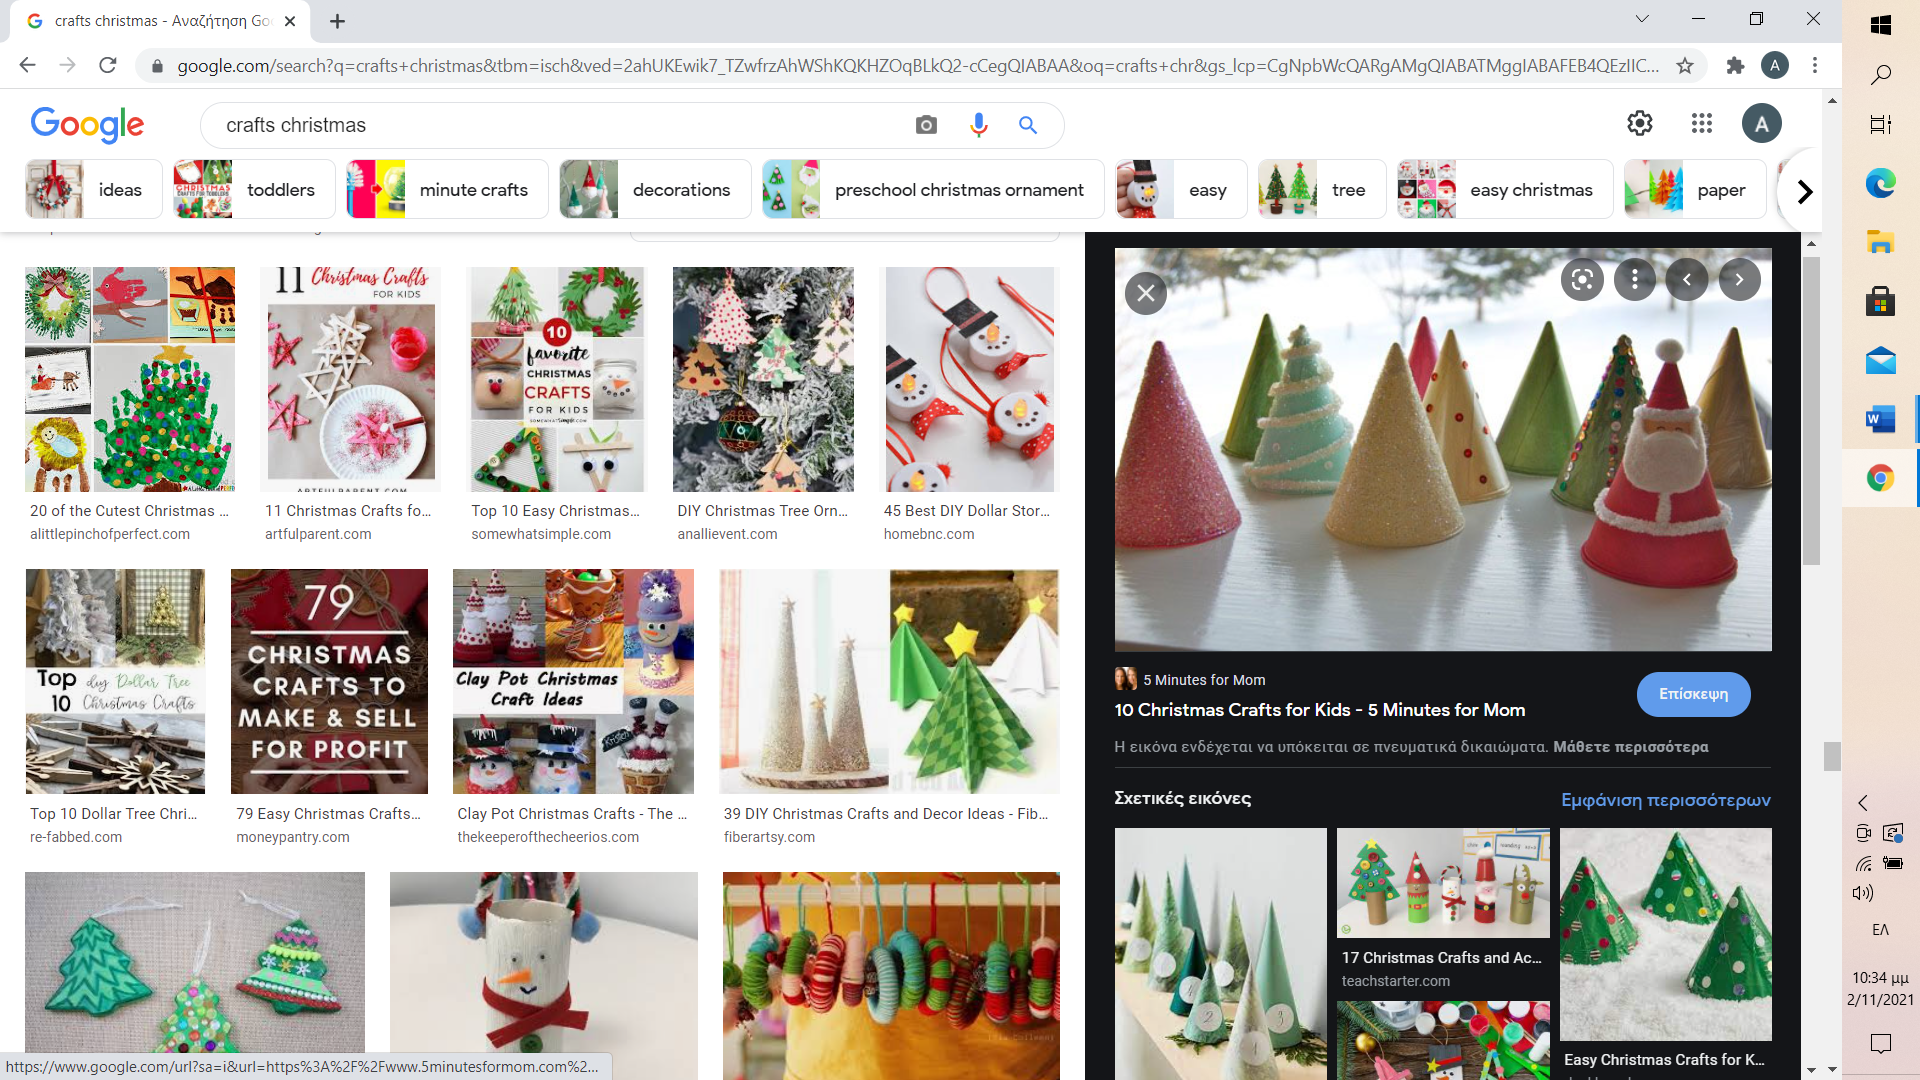 crafts christmas - Αναζήτηση Goo
google.com/search?q=crafts+christmas&tbm=isch&ved=2ahUKEwik7_TZwfrzAhWShKQKHZOqBLkQ2-cCegQIABAA&oq=crafts+chr&gs_lcp=CgNpbWcQARgAMgQIABATMggIABAFEB4QEzIIC...
A
Google
crafts christmas
A
ideas
toddlers
minute crafts
decorations
preschool christmas ornament
easy
tree
easy christmas
paper
11 Christmas Crafts
FOR KIDS
ARTFULPARENT.COM
10
favorite
CHRISTMAS
CRAFTS
FOR KIDS
20 of the Cutest Christmas ...
alittlepinchofperfect.com
11 Christmas Crafts fo...
artfulparent.com
Top 10 Easy Christmas...
somewhatsimple.com
DIY Christmas Tree Orn...
anallievent.com
45 Best DIY Dollar Stor...
homebnc.com
Top 10
diy Dollar Tree
Christmas Crafts
79
CHRISTMAS
CRAFTS TO
MAKE & SELL
FOR PROFIT
Clay Pot Christmas
Craft Ideas
Top 10 Dollar Tree Chri...
re-fabbed.com
79 Easy Christmas Crafts...
moneypantry.com
Clay Pot Christmas Crafts - The ...
thekeeperofthecheerios.com
39 DIY Christmas Crafts and Decor Ideas - Fib...
fiberartsy.com
5 Minutes for Mom
10 Christmas Crafts for Kids - 5 Minutes for Mom
Επίσκεψη
Η εικόνα ενδέχεται να υπόκειται σε πνευματικά δικαιώματα. Μάθετε περισσότερα
Σχετικές εικόνες
Εμφάνιση περισσότερων
17 Christmas Crafts and Ac...
teachstarter.com
Easy Christmas Crafts for K...
https://www.google.com/url?sa=i&url=https%3A%2F%2Fwww.5minutesformom.com%2...
ΕΛ
10:34 μμ
2/11/2021